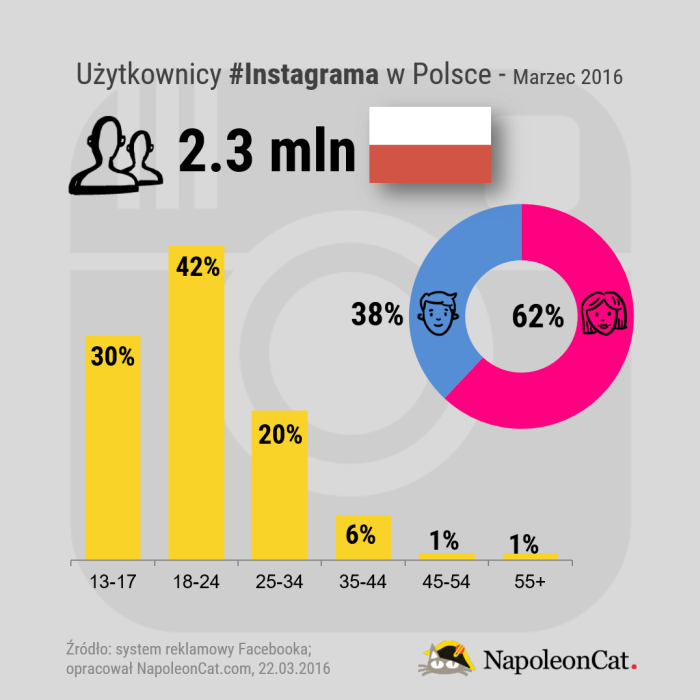 Użytkownicy #Instagrama w Polsce - Marzec 2016
2.3 mln
42%
38%
62%
30%
20%
6%
1%
1%
13-17
18-24
25-34
35-44
45-54
55+
Źródło: system reklamowy Facebooka;
opracował NapoleonCat.com, 22.03.2016
NapoleonCat.